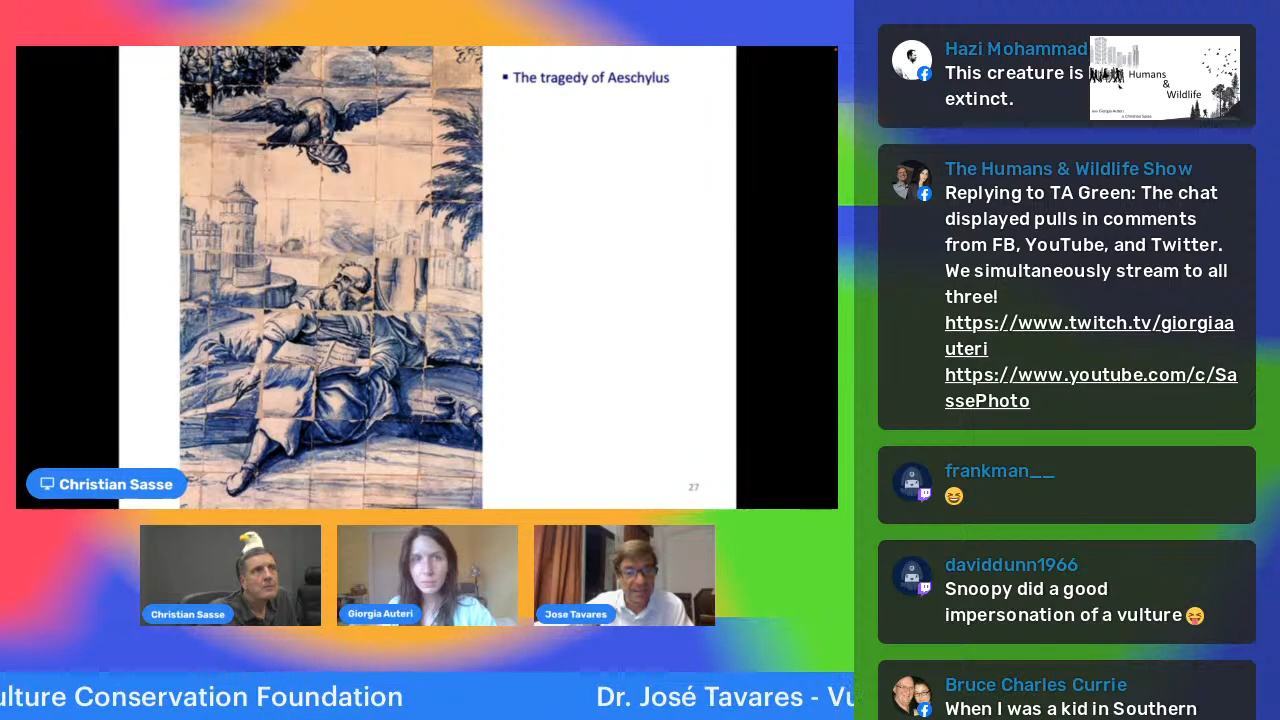 ▪ The tragedy of Aeschylus
27
Christian Sasse
Christian Sasse
Giorgia Auteri
Jose Tavares
ulture Conservation Foundation
Dr. José Tavares - Vu
Hazi Mohammad
This creature is
extinct.
Humans
&
Wildlife
The Humans & Wildlife Show
Replying to TA Green: The chat
displayed pulls in comments
from FB, YouTube, and Twitter.
We simultaneously stream to all
three!
https://www.twitch.tv/giorgiaa
uteri
https://www.youtube.com/c/Sa
ssePhoto
frankman__
😆
daviddunn1966
Snoopy did a good
impersonation of a vulture 😝
Bruce Charles Currie
When I was a kid in Southern